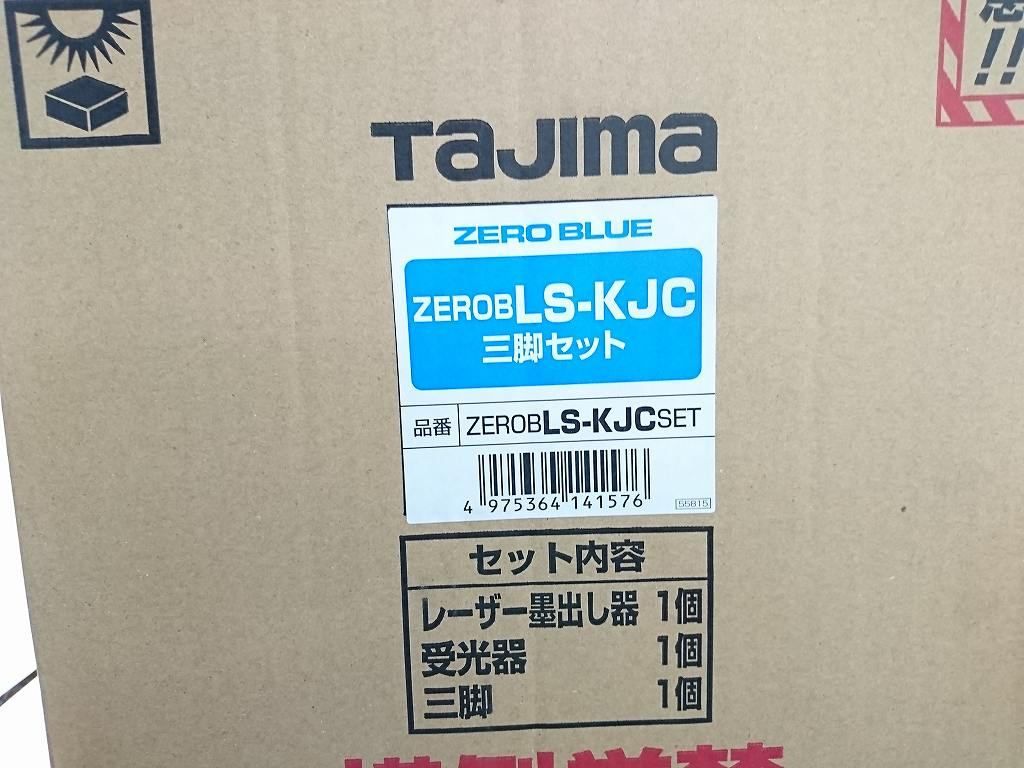 !!
Tajima
ZERO BLUE
ZEROBLS-KJC
三脚セット
品番 ZEROBLS-KJCSET
4 975364 141576
55815
セット内容
レーザー墨出し器 1個
受光器 1個
三脚 1個